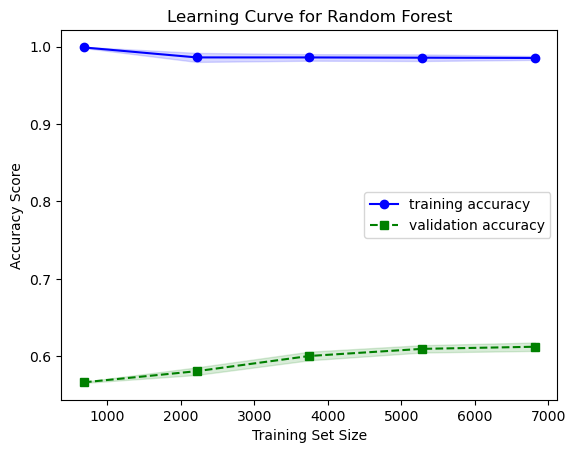 Learning Curve for Random Forest
1.0
0.9
0.8
0.7
0.6
Accuracy Score
training accuracy
validation accuracy
1000 2000 3000 4000 5000 6000 7000
Training Set Size